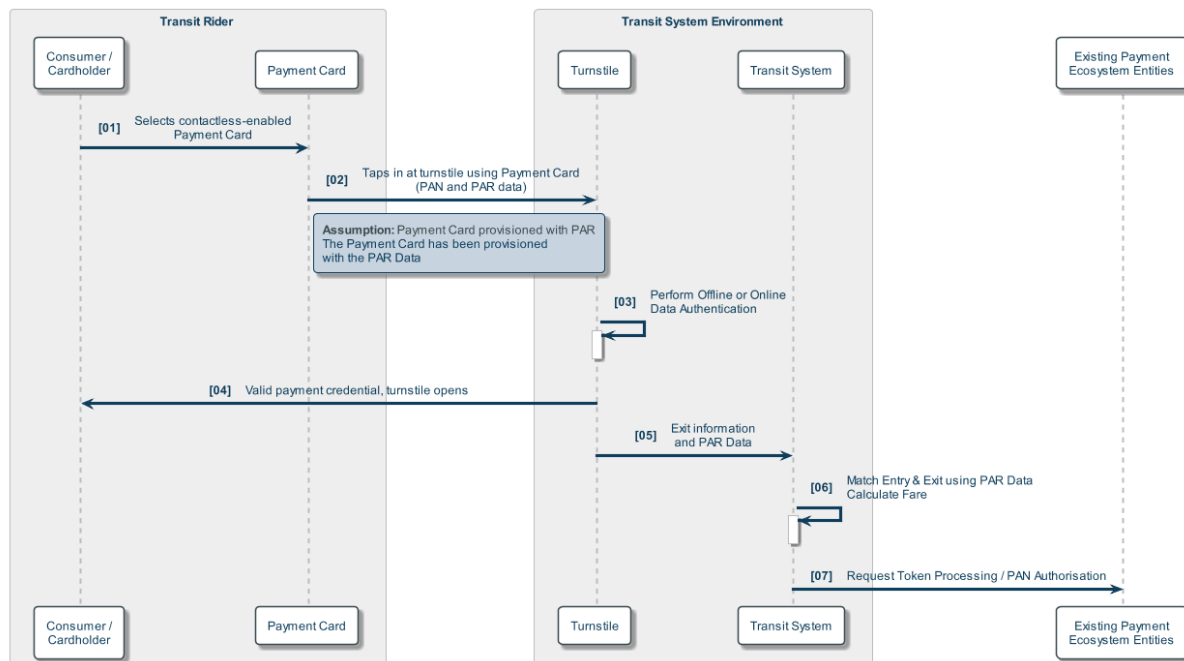 Transit Rider
Transit System Environment
Consumer /
Cardholder
Payment Card
Turnstile
Transit System
Existing Payment
Ecosystem Entities
[01] Selects contactless-enabled
Payment Card
[02] Taps in at turnstile using Payment Card
(PAN and PAR data)
Assumption: Payment Card provisioned with PAR
The Payment Card has been provisioned
with the PAR Data
[03] Perform Offline or Online
Data Authentication
[04] Valid payment credential, turnstile opens
[05] Exit information
and PAR Data
[06] Match Entry & Exit using PAR Data
Calculate Fare
[07] Request Token Processing / PAN Authorisation
Consumer /
Cardholder
Payment Card
Turnstile
Transit System
Existing Payment
Ecosystem Entities